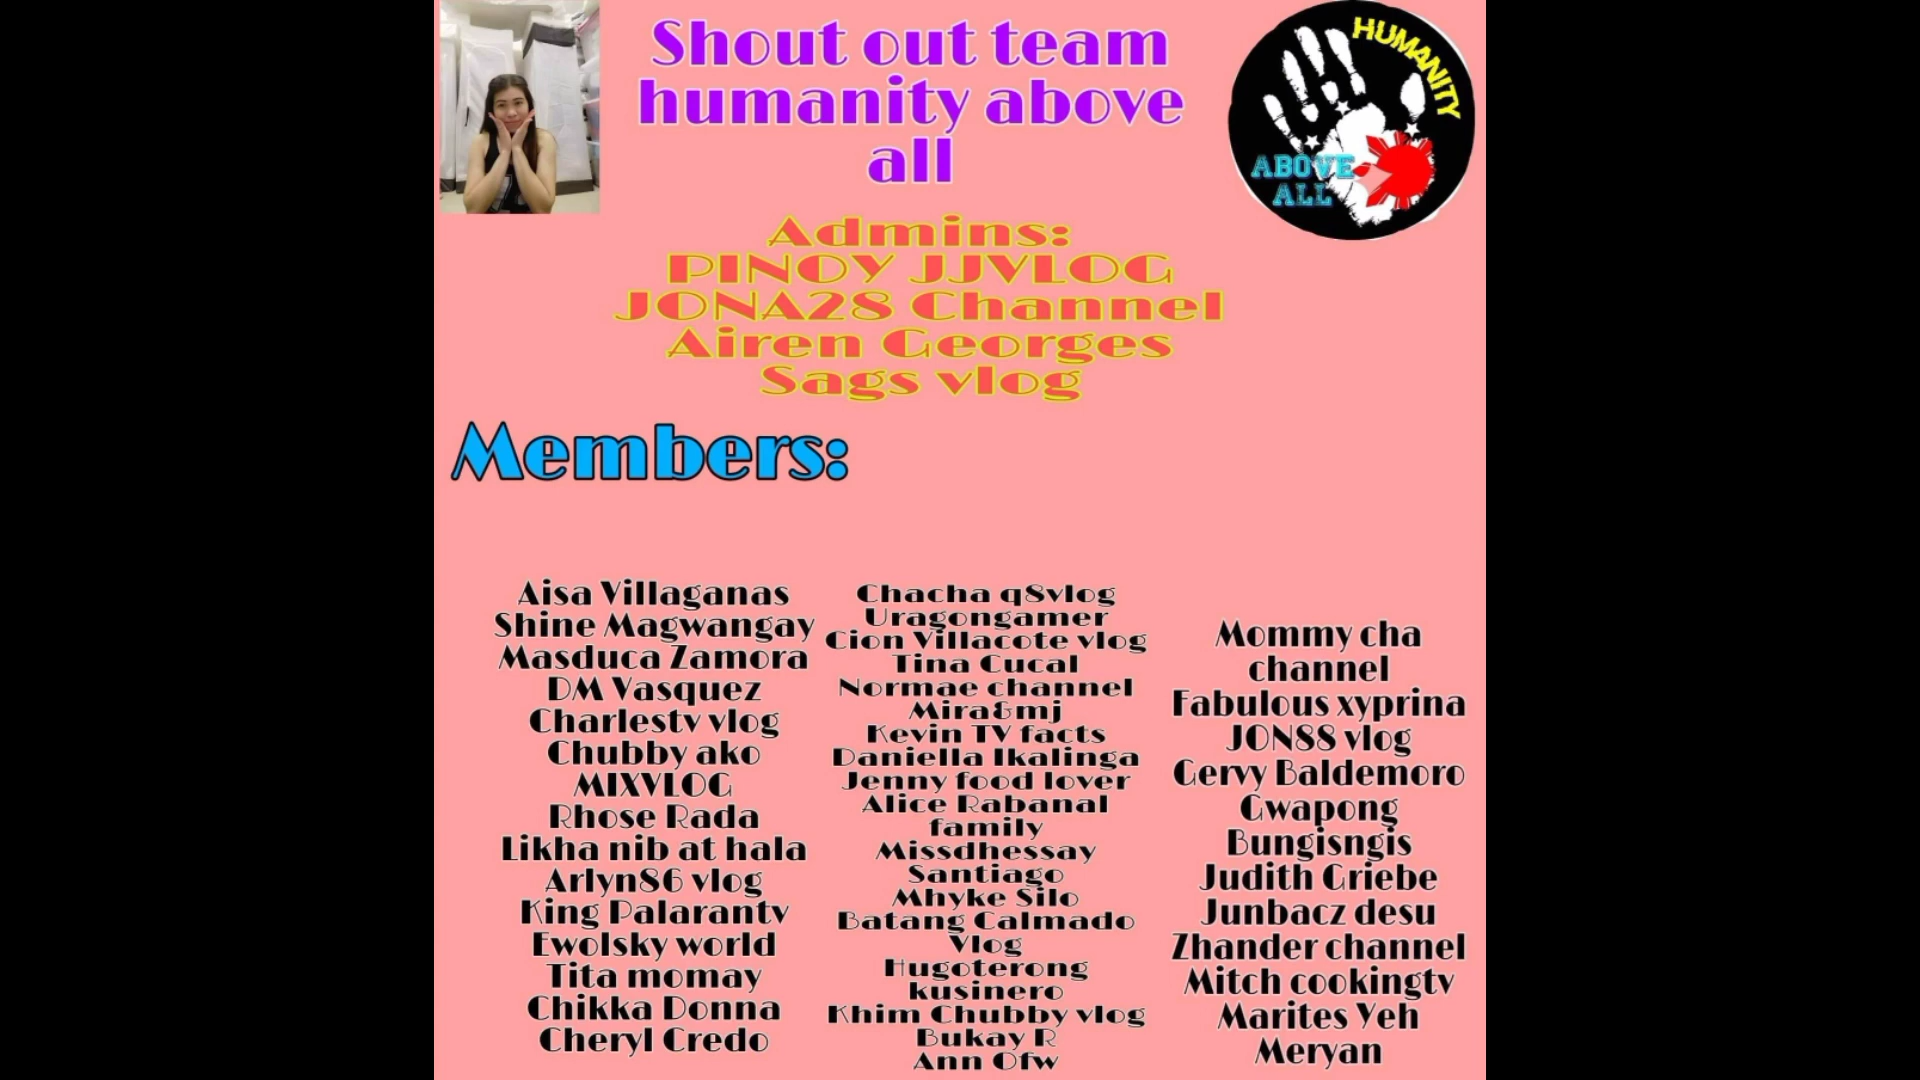 Shout out team
humanity above
all
HUMANITY
ABOVE
ALL
Admins:
PINOY JJVLOG
JONA28 Channel
Airen Georges
Sags vlog
Members:
Aisa Villaganas
Shine Magwangay
Masduca Zamora
DM Vasquez
Charlestv vlog
Chubby ako
MIXVLOG
Rhose Rada
Likha nib at hala
Arlyn86 vlog
King Palarantv
Ewolsky world
Tita momay
Chikka Donna
Cheryl Credo
Chacha q8vlog
Uragongamer
Cion Villacote vlog
Tina Cucal
Normae channel
Mira&mj
Kevin TV facts
Daniella Ikalinga
Jenny food lover
Alice Rabanal
family
Missdhessay
Santiago
Mhyke Silo
Batang Calmado
Vlog
Hugoterong
kusinero
Khim Chubby vlog
Bukay R
Ann Ofw
Mommy cha
channel
Fabulous xyprina
JON88 vlog
Gervy Baldemoro
Gwapong
Bungisngis
Judith Griebe
Junbacz desu
Zhander channel
Mitch cookingtv
Marites Yeh
Meryan